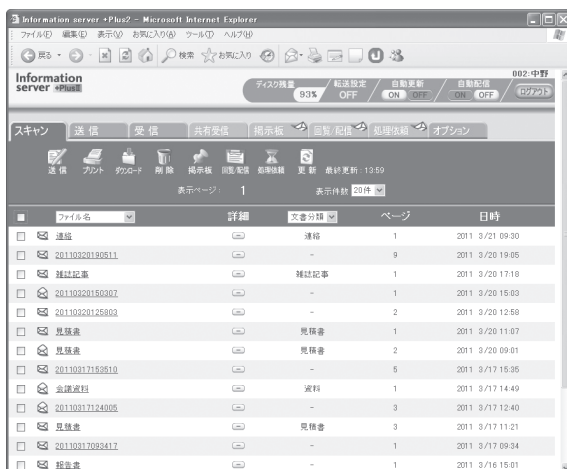 Information server +Plus2 - Microsoft Internet Explorer
ファイル(F) 編集(E) 表示(V) お気に入り(A) ツール(T) ヘルプ(H)
戻る 検索 お気に入り
Information server +PlusⅡ
002:中野
ディスク残量 93% 転送設定 OFF 自動更新 ON OFF 自動配信 ON OFF ログアウト
スキャン 送信 受信 共有受信 掲示板 回覧/配信 処理依頼 オプション
送信 プリント ダウンロード 削除 掲示板 回覧/配信 処理依頼 更新 最終更新:13:59
表示ページ: 1 表示件数 20件
ファイル名 詳細 文書分類 ページ 日時
連絡 連絡 1 2011 3/21 09:30
20110320190511 - 9 2011 3/20 19:05
雑誌記事 雑誌記事 1 2011 3/20 17:18
20110320150307 - 1 2011 3/20 15:03
20110320125803 - 2 2011 3/20 12:58
見積書 見積書 1 2011 3/20 11:07
見積書 見積書 2 2011 3/20 09:01
20110317153510 - 5 2011 3/17 15:35
会議資料 資料 1 2011 3/17 14:49
20110317124005 - 3 2011 3/17 12:40
見積書 見積書 3 2011 3/17 11:21
20110317093417 - 1 2011 3/17 09:34
報告書 - 1 2011 3/16 15:01